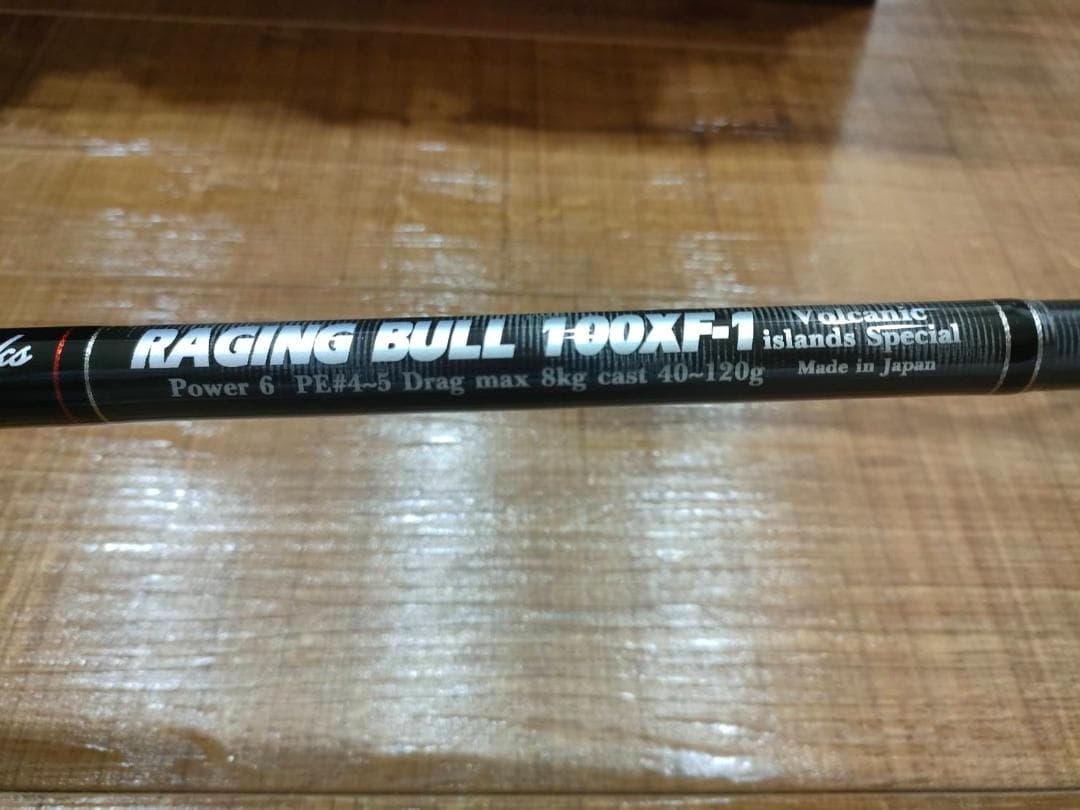 RAGING BULL 100XF-1
Volcanic
islands Special
Power 6 PE#4~5 Drag max 8kg cast 40~120g
Made in Japan